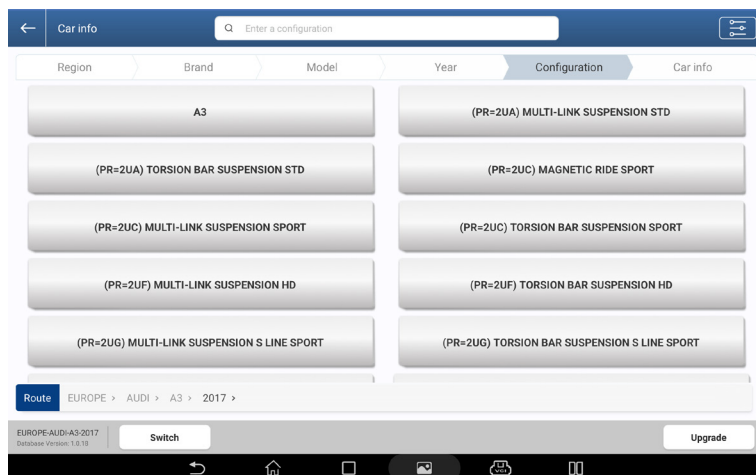 Car info
Enter a configuration
Region
Brand
Model
Year
Configuration
Car info
A3
(PR=2UA) MULTI-LINK SUSPENSION STD
(PR=2UA) TORSION BAR SUSPENSION STD
(PR=2UC) MAGNETIC RIDE SPORT
(PR=2UC) MULTI-LINK SUSPENSION SPORT
(PR=2UC) TORSION BAR SUSPENSION SPORT
(PR=2UF) MULTI-LINK SUSPENSION HD
(PR=2UF) TORSION BAR SUSPENSION HD
(PR=2UG) MULTI-LINK SUSPENSION S LINE SPORT
(PR=2UG) TORSION BAR SUSPENSION S LINE SPORT
Route EUROPE > AUDI > A3 > 2017 >
EUROPE-AUDI-A3-2017
Database Version: 1.0.18
Switch
Upgrade
VCI